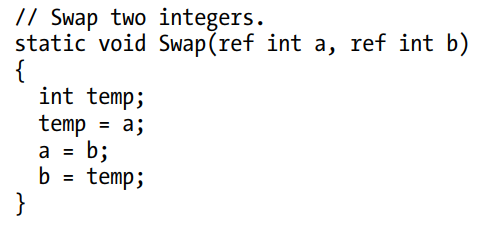 // Swap two integers.
static void Swap(ref int a, ref int b)
{
  int temp;
  temp = a;
  a = b;
  b = temp;
}